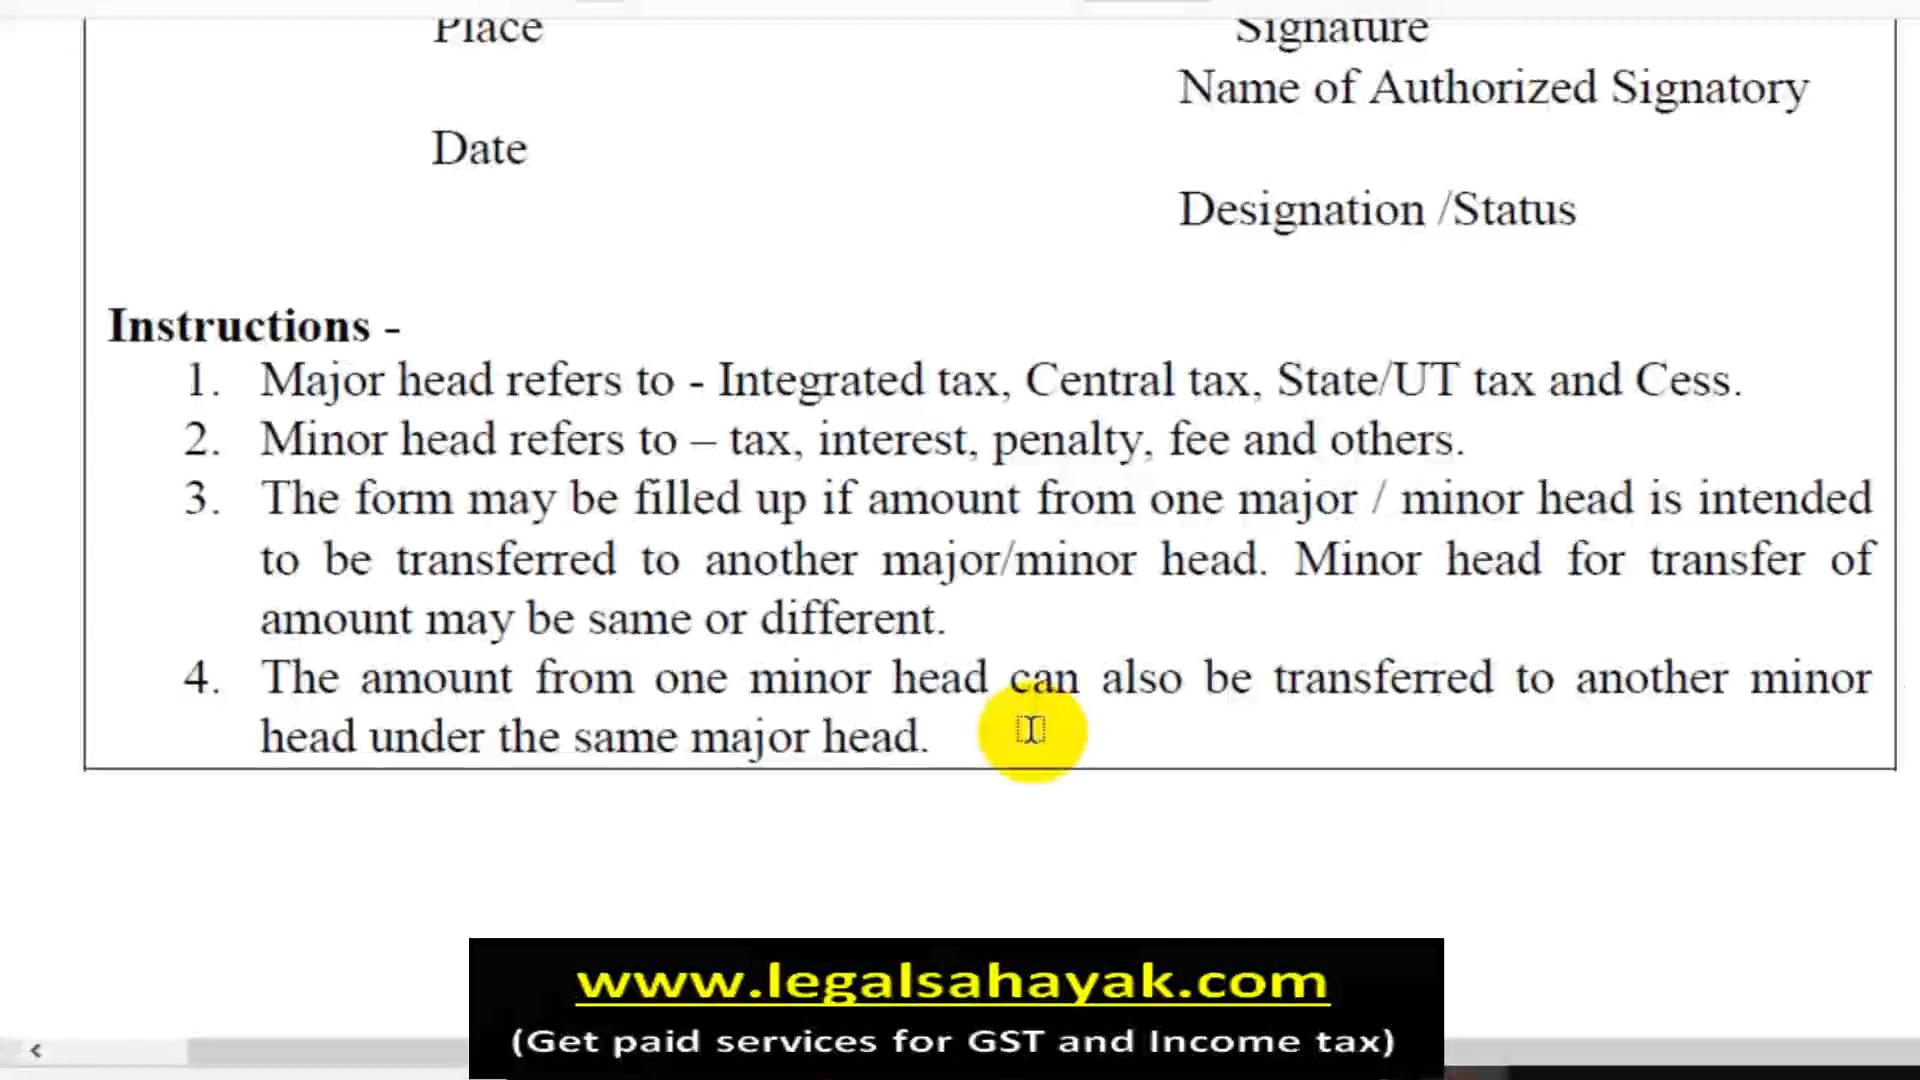 Place Signature
Name of Authorized Signatory
Date
Designation /Status
Instructions -
1. Major head refers to - Integrated tax, Central tax, State/UT tax and Cess.
2. Minor head refers to – tax, interest, penalty, fee and others.
3. The form may be filled up if amount from one major / minor head is intended
to be transferred to another major/minor head. Minor head for transfer of
amount may be same or different.
4. The amount from one minor head can also be transferred to another minor
head under the same major head.
www.legalsahayak.com
(Get paid services for GST and Income tax)